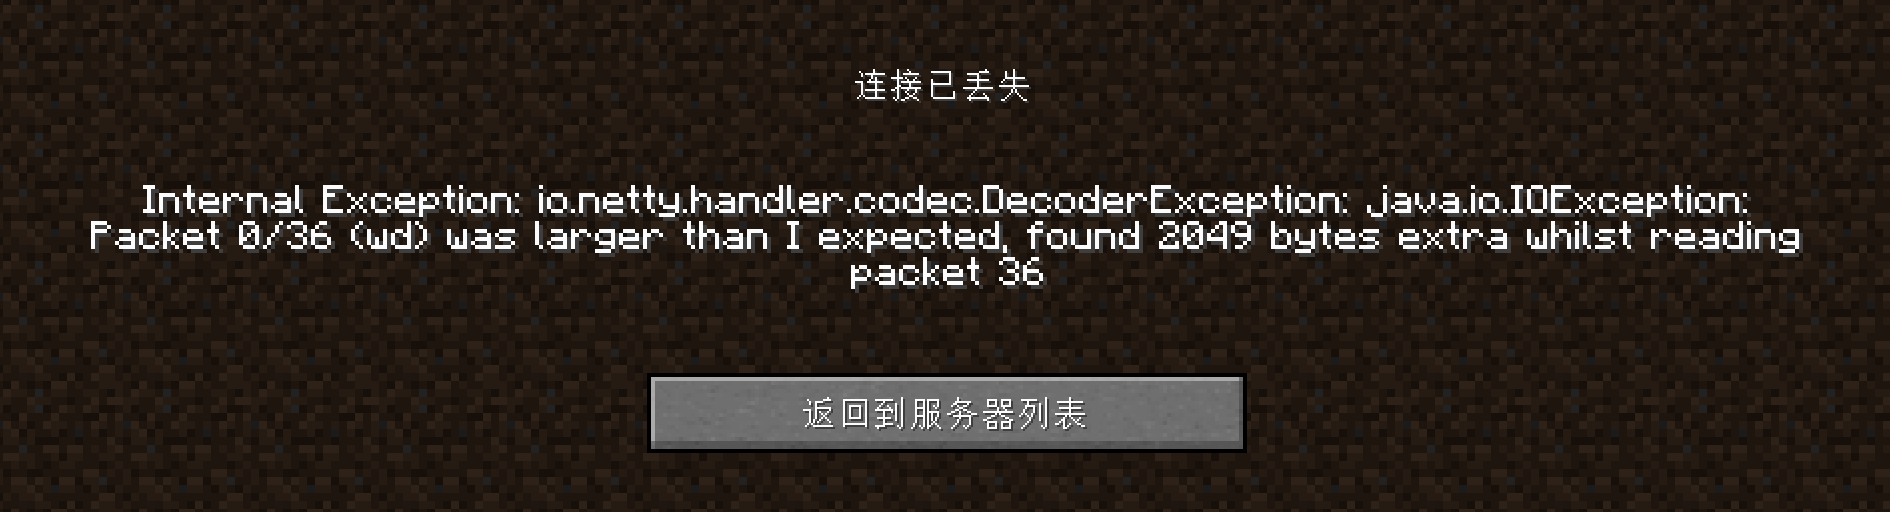 连接已丢失
Internal Exception: io.netty.handler.codec.DecoderException: java.io.IOException:
Packet 0/36 (wd) was larger than I expected, found 2049 bytes extra whilst reading
packet 36
返回到服务器列表